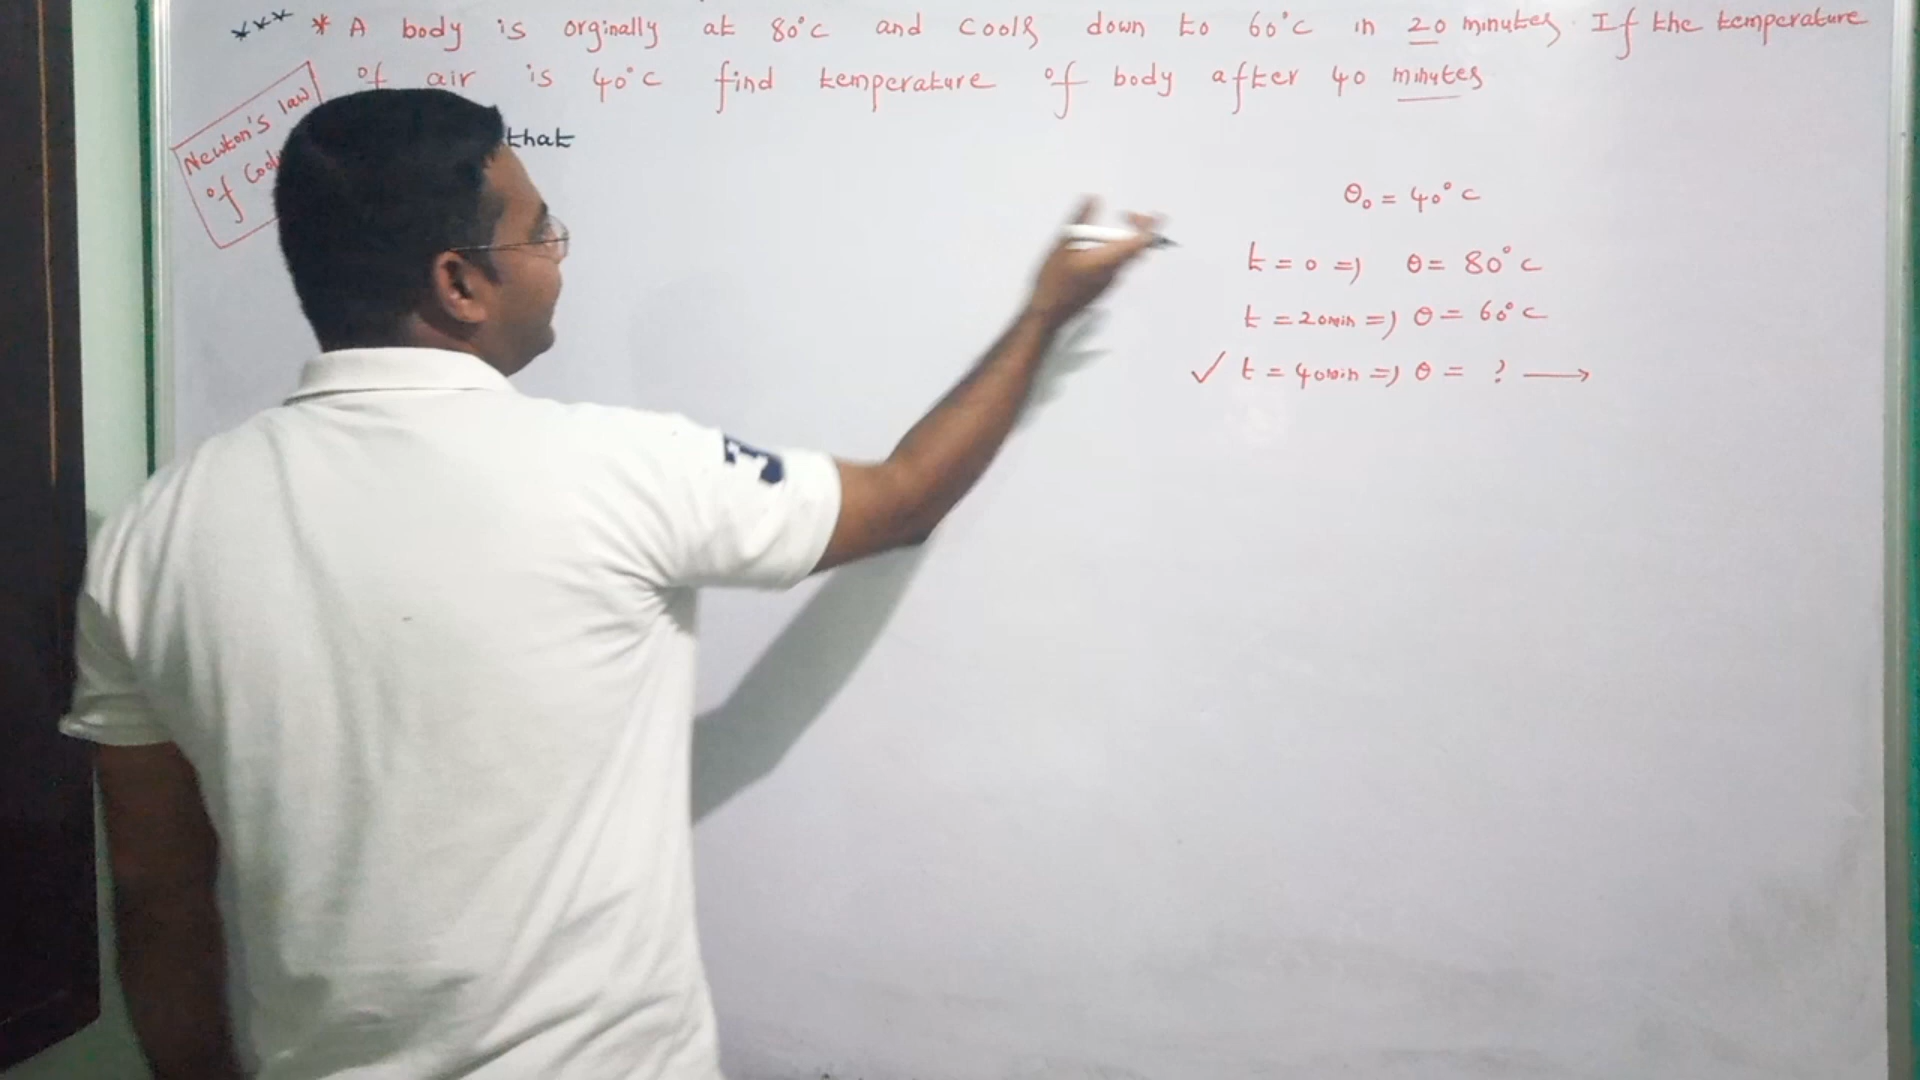 *** * A body is orginally at 80°c and cools down to 60°c in 20 minutes. If the temperature
of air is 40°c find temperature of body after 40 minutes
Newton's law
of
that
θ₀ = 40°c
t = 0 => θ = 80°c
t = 20min => θ = 60°c
✓ t = 40min => θ = ? →